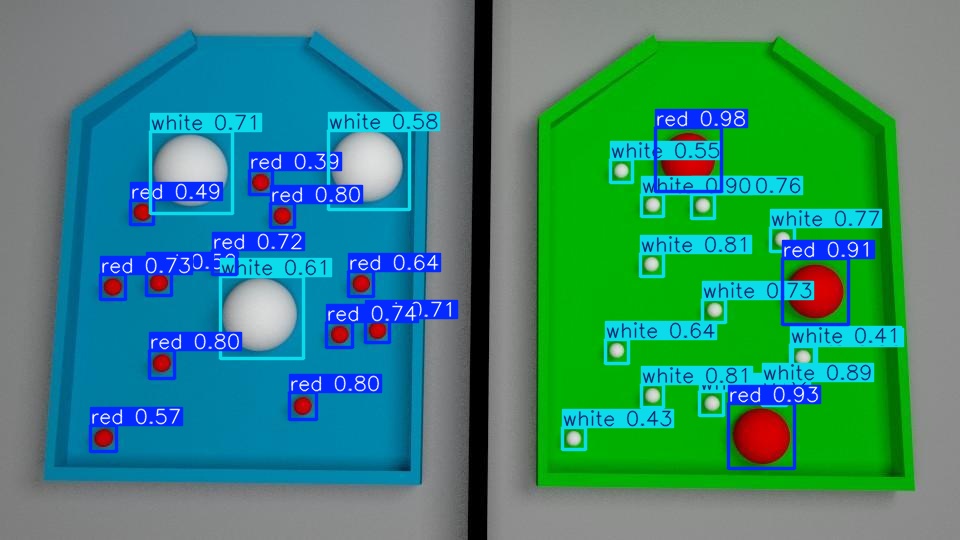 white 0.71
white 0.58
red 0.39
red 0.49
red 0.80
red 0.72
red 0.73
white 0.61
red 0.64
red 0.74
0.71
red 0.80
red 0.80
red 0.57
red 0.98
white 0.55
white 0.90
0.76
white 0.77
white 0.81
red 0.91
white 0.73
white 0.64
white 0.41
white 0.81
white 0.89
red 0.93
white 0.43